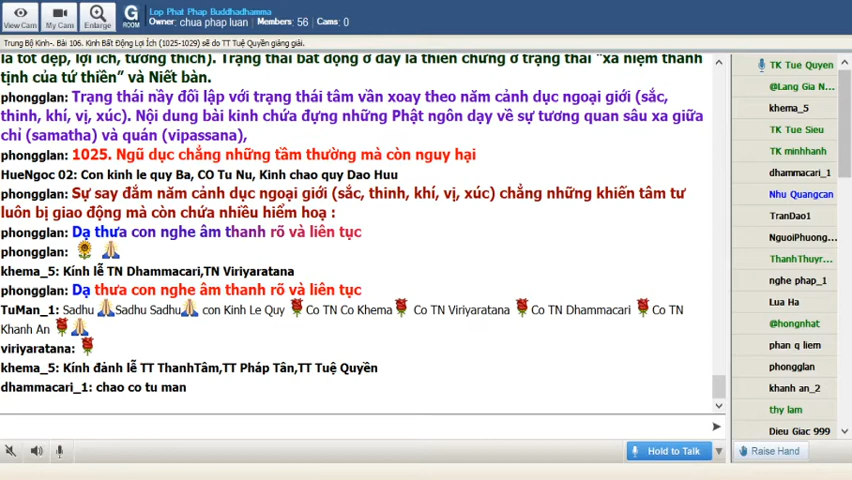 View Cam
My Cam
Enlarge
G
ROOM
Lop Phat Phap Buddhadhamma
Owner: chua phap luan Members: 56 Cams: 0
Trung Bộ Kinh-. Bài 106. Kinh Bất Động Lợi Ích (1025-1029) sẽ do TT Tuệ Quyền giảng giải.
là tốt đẹp, lợi ích, tương thích). Trạng thái bất động ở đây là thiền chứng ở trạng thái "xả niệm thanh
tịnh của tứ thiền" và Niết bàn.
phongglan: Trạng thái nầy đối lập với trạng thái tâm vần xoay theo năm cảnh dục ngoại giới (sắc,
thinh, khí, vị, xúc). Nội dung bài kinh chứa đựng những Phật ngôn dạy về sự tương quan sâu xa giữa
chỉ (samatha) và quán (vipassana),
phongglan: 1025. Ngũ dục chẳng những tầm thường mà còn nguy hại
HueNgoc 02: Con kinh le quy Ba, CO Tu Nu, Kinh chao quy Dao Huu
phongglan: Sự say đắm năm cảnh dục ngoại giới (sắc, thinh, khí, vị, xúc) chẳng những khiến tâm tư
luôn bị giao động mà còn chứa nhiều hiểm hoạ :
phongglan: Dạ thưa con nghe âm thanh rõ và liên tục
phongglan:
khema_5: Kính lễ TN Dhammacari,TN Viriyaratana
phongglan: Dạ thưa con nghe âm thanh rõ và liên tục
TuMan_1: Sadhu Sadhu Sadhu con Kinh Le Quy Co TN Co Khema Co TN Viriyaratana Co TN Dhammacari Co TN
Khanh An
viriyaratana:
khema_5: Kính đảnh lễ TT ThanhTâm,TT Pháp Tân,TT Tuệ Quyền
dhammacari_1: chao co tu man
TK Tue Quyen
@Lang Gia N...
khema_5
TK Tue Sieu
TK minhhanh
dhammacari_1
Nhu Quangcan
TranDao1
NguoiPhuong...
ThanhThuyr...
nghe phap_1
Lua Ha
@hongnhat
phan q liem
phongglan
khanh an_2
thy lam
Dieu Giac 999
Hold to Talk
Raise Hand